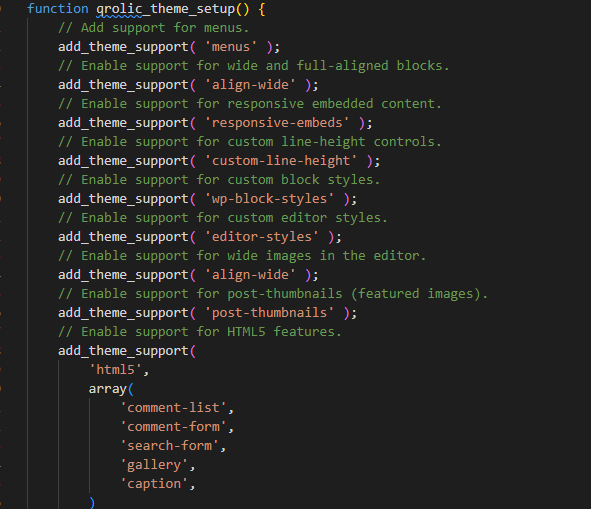 function qrolic_theme_setup() {
// Add support for menus.
add_theme_support( 'menus' );
// Enable support for wide and full-aligned blocks.
add_theme_support( 'align-wide' );
// Enable support for responsive embedded content.
add_theme_support( 'responsive-embeds' );
// Enable support for custom line-height controls.
add_theme_support( 'custom-line-height' );
// Enable support for custom block styles.
add_theme_support( 'wp-block-styles' );
// Enable support for custom editor styles.
add_theme_support( 'editor-styles' );
// Enable support for wide images in the editor.
add_theme_support( 'align-wide' );
// Enable support for post-thumbnails (featured images).
add_theme_support( 'post-thumbnails' );
// Enable support for HTML5 features.
add_theme_support(
'html5',
array(
'comment-list',
'comment-form',
'search-form',
'gallery',
'caption',
)